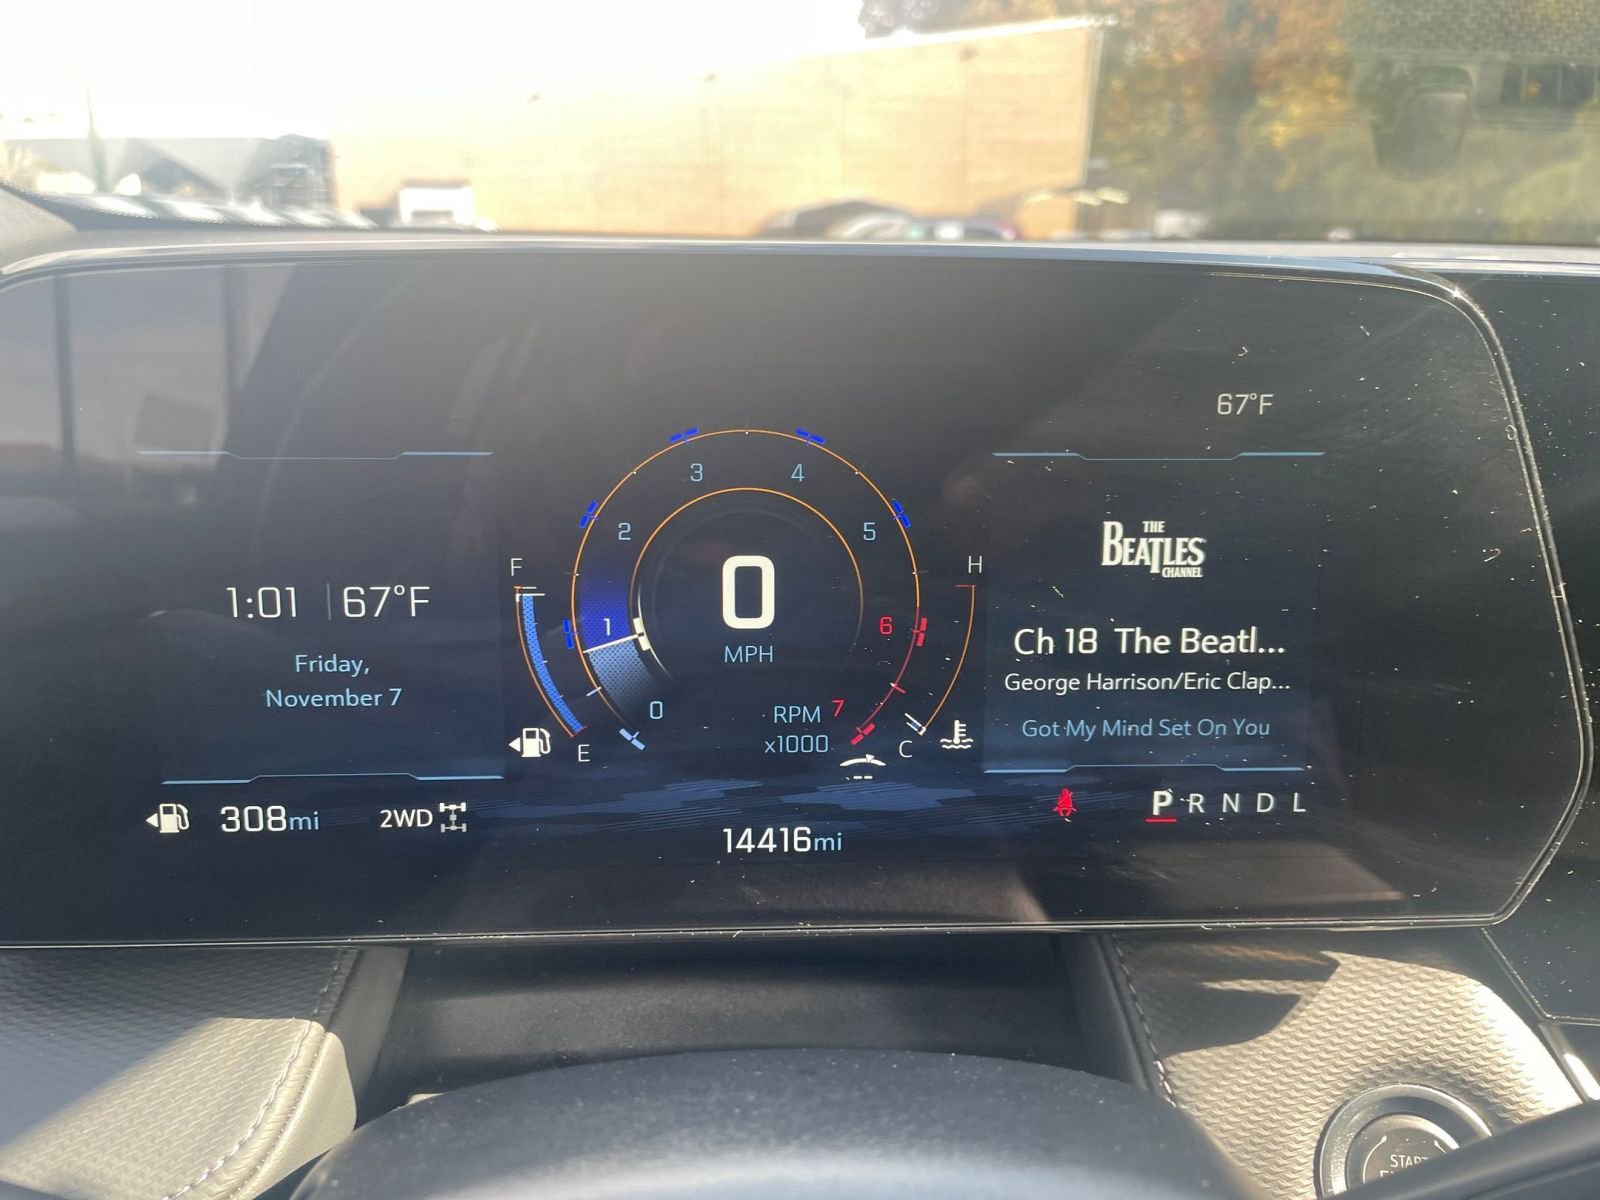 67°F
THE
BEATLES
CHANNEL
3 4
2 5
F H
1:01 67°F
0
1 6
MPH
Ch 18 The Beatl...
Friday,
November 7
George Harrison/Eric Clap...
0 RPM 7
x1000
Got My Mind Set On You
E C
--
308mi 2WD
P R N D L
14416mi
START